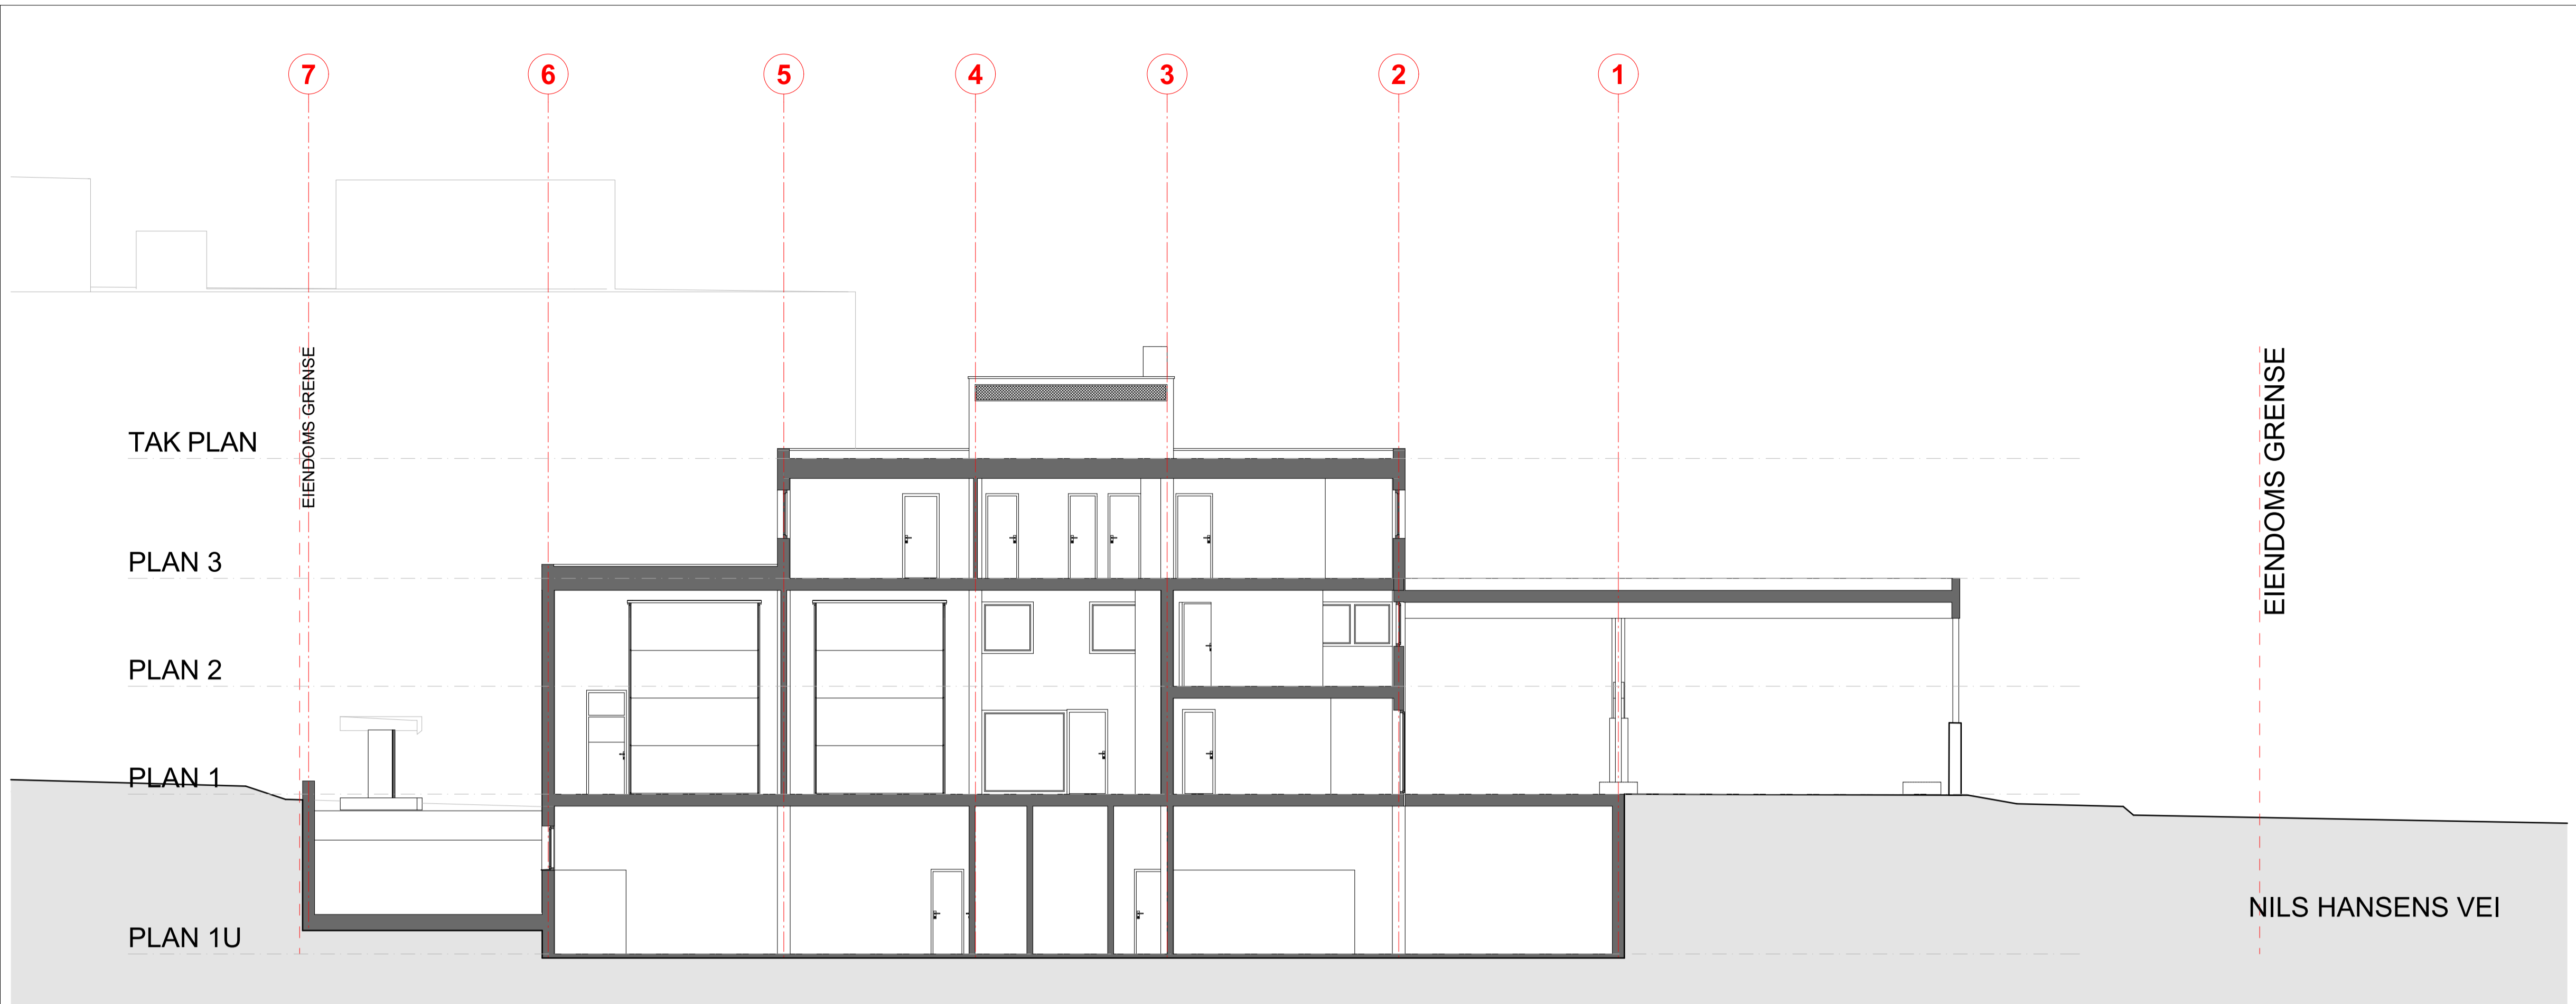 7 6 5 4 3 2 1
EIENDOMS GRENSE
EIENDOMS GRENSE
TAK PLAN
PLAN 3
PLAN 2
PLAN 1
PLAN 1U
NILS HANSENS VEI